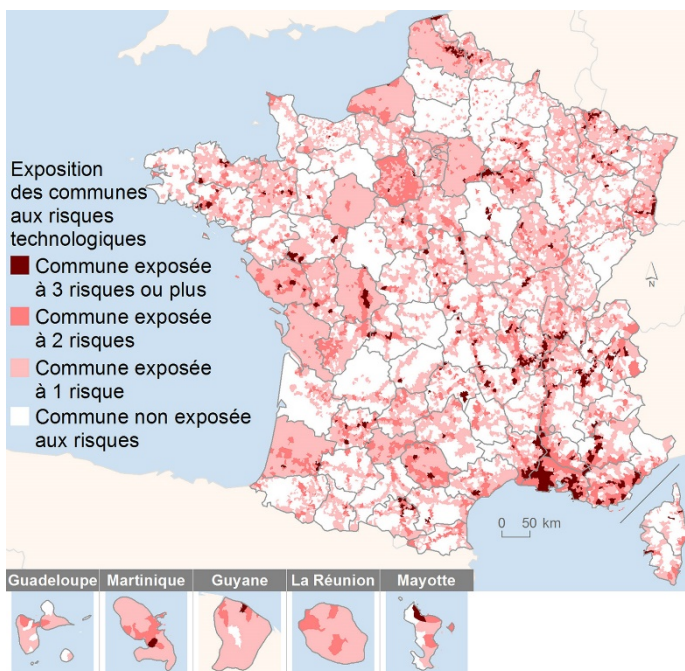 Exposition
des communes
aux risques
technologiques
Commune exposée
à 3 risques ou plus
Commune exposée
à 2 risques
Commune exposée
à 1 risque
Commune non exposée
aux risques
N
0 50 km
Guadeloupe Martinique Guyane La Réunion Mayotte